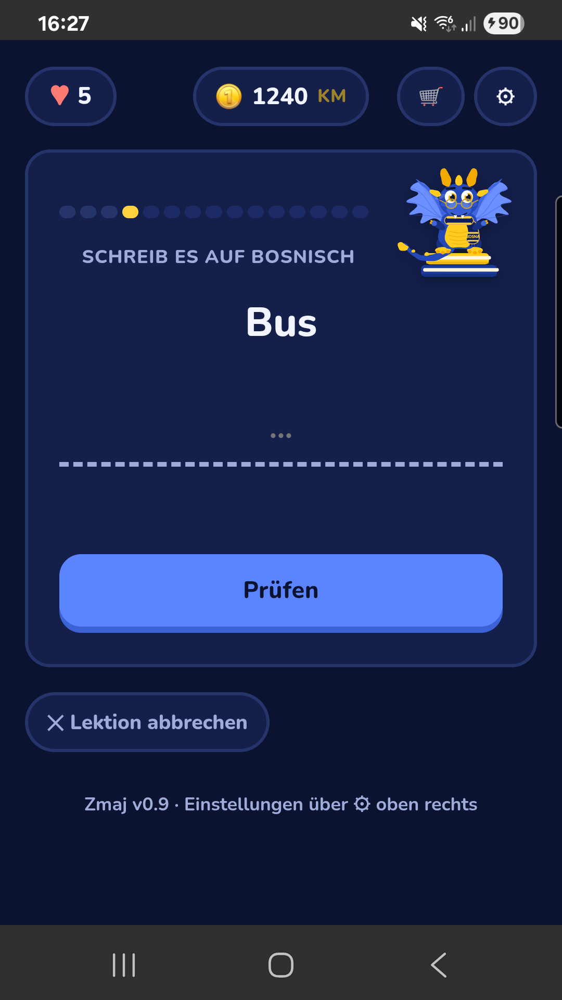 16:27
6
90
5
1240 KM
SCHREIB ES AUF BOSNISCH
BOSNA
Bus
...
Prüfen
Lektion abbrechen
Zmaj v0.9 · Einstellungen über ⚙ oben rechts